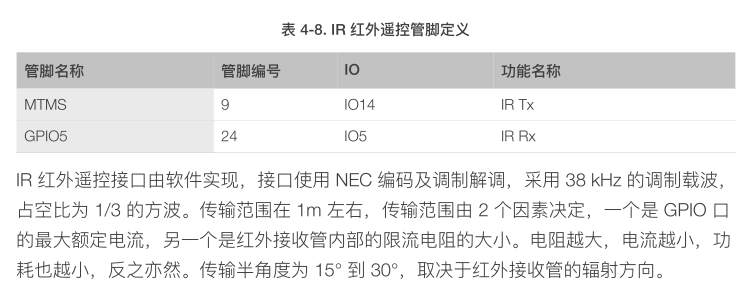 表 4-8. IR 红外遥控管脚定义
管脚名称 管脚编号 IO 功能名称
MTMS 9 IO14 IR Tx
GPIO5 24 IO5 IR Rx
IR 红外遥控接口由软件实现，接口使用 NEC 编码及调制解调，采用 38 kHz 的调制载波，
占空比为 1/3 的方波。传输范围在 1m 左右，传输范围由 2 个因素决定，一个是 GPIO 口
的最大额定电流，另一个是红外接收管内部的限流电阻的大小。电阻越大，电流越小，功
耗也越小，反之亦然。传输半角度为 15° 到 30°，取决于红外接收管的辐射方向。